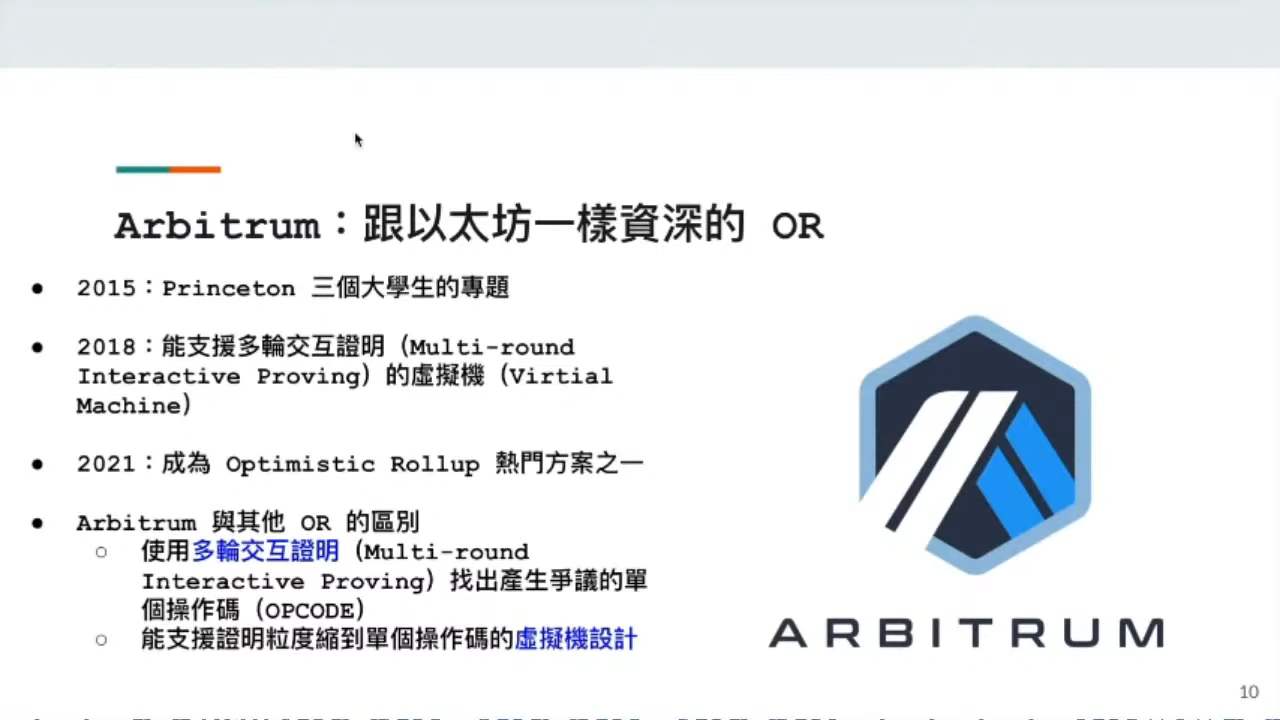 Arbitrum：跟以太坊一樣資深的 OR
● 2015：Princeton 三個大學生的專題
● 2018：能支援多輪交互證明（Multi-round
Interactive Proving）的虛擬機（Virtial
Machine）
● 2021：成為 Optimistic Rollup 熱門方案之一
● Arbitrum 與其他 OR 的區別
○ 使用多輪交互證明（Multi-round
Interactive Proving）找出產生爭議的單
個操作碼（OPCODE）
○ 能支援證明粒度縮到單個操作碼的虛擬機設計
ARBITRUM
10